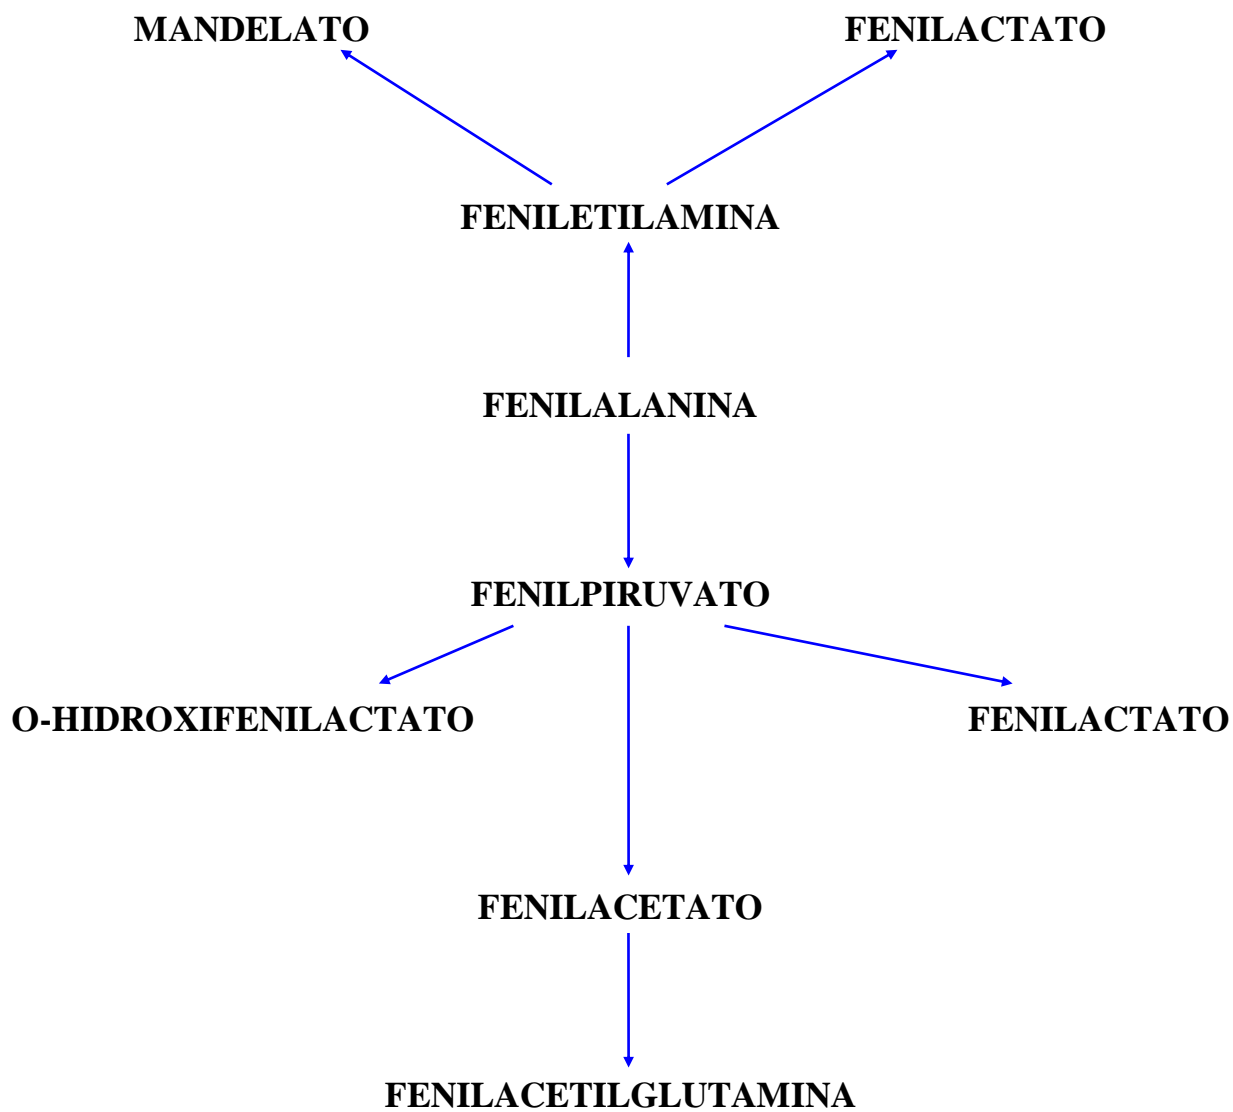 MANDELATO
FENILACTATO
FENILETILAMINA
FENILALANINA
FENILPIRUVATO
O-HIDROXIFENILACTATO
FENILACTATO
FENILACETATO
FENILACETILGLUTAMINA